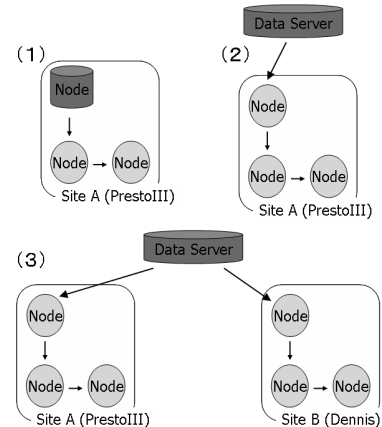 Data Server
(1)
(2)
Node
Node
Node Node
Node Node
Site A (PrestoIII)
Site A (PrestoIII)
Data Server
(3)
Node
Node
Node Node
Node Node
Site A (PrestoIII)
Site B (Dennis)